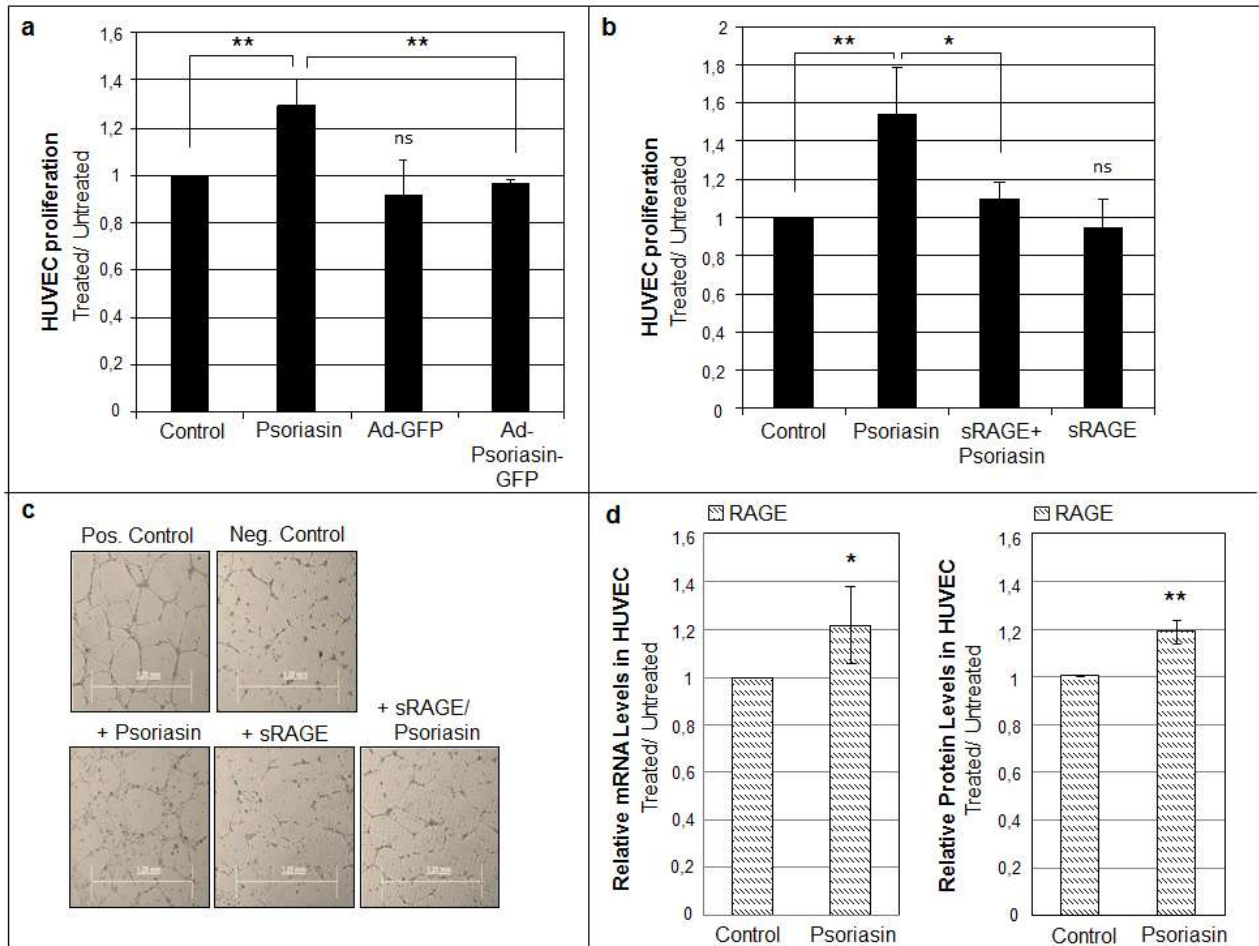 a
1,6
1,4
1,2
1
0,8
0,6
0,4
0,2
0
HUVEC proliferation
Treated/ Untreated
**
**
ns
Control
Psoriasin
Ad-GFP
Ad-
Psoriasin-
GFP
b
2
1,8
1,6
1,4
1,2
1
0,8
0,6
0,4
0,2
0
HUVEC proliferation
Treated/ Untreated
**
*
ns
Control
Psoriasin
sRAGE+
Psoriasin
sRAGE
c
Pos. Control
Neg. Control
+ Psoriasin
+ sRAGE
+ sRAGE/
Psoriasin
d
RAGE
1,6
1,4
1,2
1
0,8
0,6
0,4
0,2
0
Relative mRNA Levels in HUVEC
Treated/ Untreated
*
Control
Psoriasin
RAGE
1,6
1,4
1,2
1
0,8
0,6
0,4
0,2
0
Relative Protein Levels in HUVEC
Treated/ Untreated
**
Control
Psoriasin